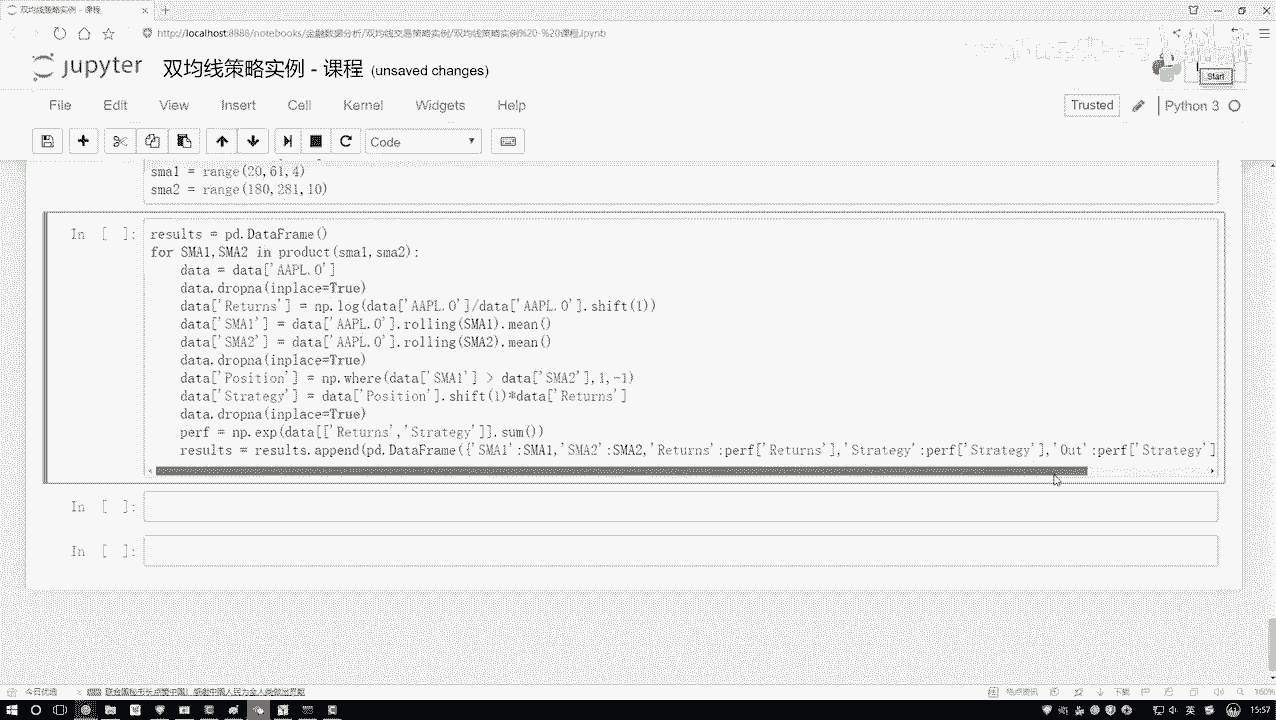 双均线策略实例 - 课程
http://localhost:8888/notebooks/金融数据分析/双均线交易策略实例/双均线策略实例%20-%20课程.ipynb
jupyter 双均线策略实例 - 课程 (unsaved changes)
Start
File Edit View Insert Cell Kernel Widgets Help
Trusted
Python 3
Code
sma1 = range(20,61,4)
sma2 = range(180,281,10)
In [ ]:
results = pd.DataFrame()
for SMA1,SMA2 in product(sma1,sma2):
    data = data['AAPL.O']
    data.dropna(inplace=True)
    data['Returns'] = np.log(data['AAPL.O']/data['AAPL.O'].shift(1))
    data['SMA1'] = data['AAPL.O'].rolling(SMA1).mean()
    data['SMA2'] = data['AAPL.O'].rolling(SMA2).mean()
    data.dropna(inplace=True)
    data['Position'] = np.where(data['SMA1'] > data['SMA2'],1,-1)
    data['Strategy'] = data['Position'].shift(1)*data['Returns']
    data.dropna(inplace=True)
    perf = np.exp(data[['Returns','Strategy']].sum())
    results = results.append(pd.DataFrame({'SMA1':SMA1,'SMA2':SMA2,'Returns':perf['Returns'],'Strategy':perf['Strategy'],'Out':perf['Strategy']
In [ ]:
In [ ]:
今日优选
热点资讯
下载
160%
英
15:57